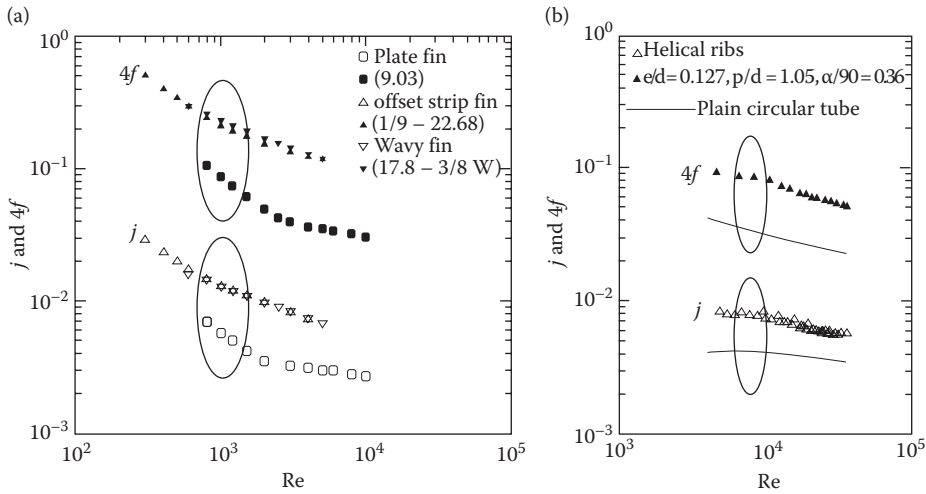 (a)
10⁰
10⁻¹
10⁻²
10⁻³
j and 4f
4f
j
Plate fin
(9.03)
offset strip fin
(1/9 – 22.68)
Wavy fin
(17.8 – 3/8 W)
10²
10³
10⁴
10⁵
Re
(b)
10⁰
10⁻¹
10⁻²
10⁻³
j and 4f
Helical ribs
e/d = 0.127, p/d = 1.05, α/90 = 0.36
Plain circular tube
4f
j
10³
10⁴
10⁵
Re